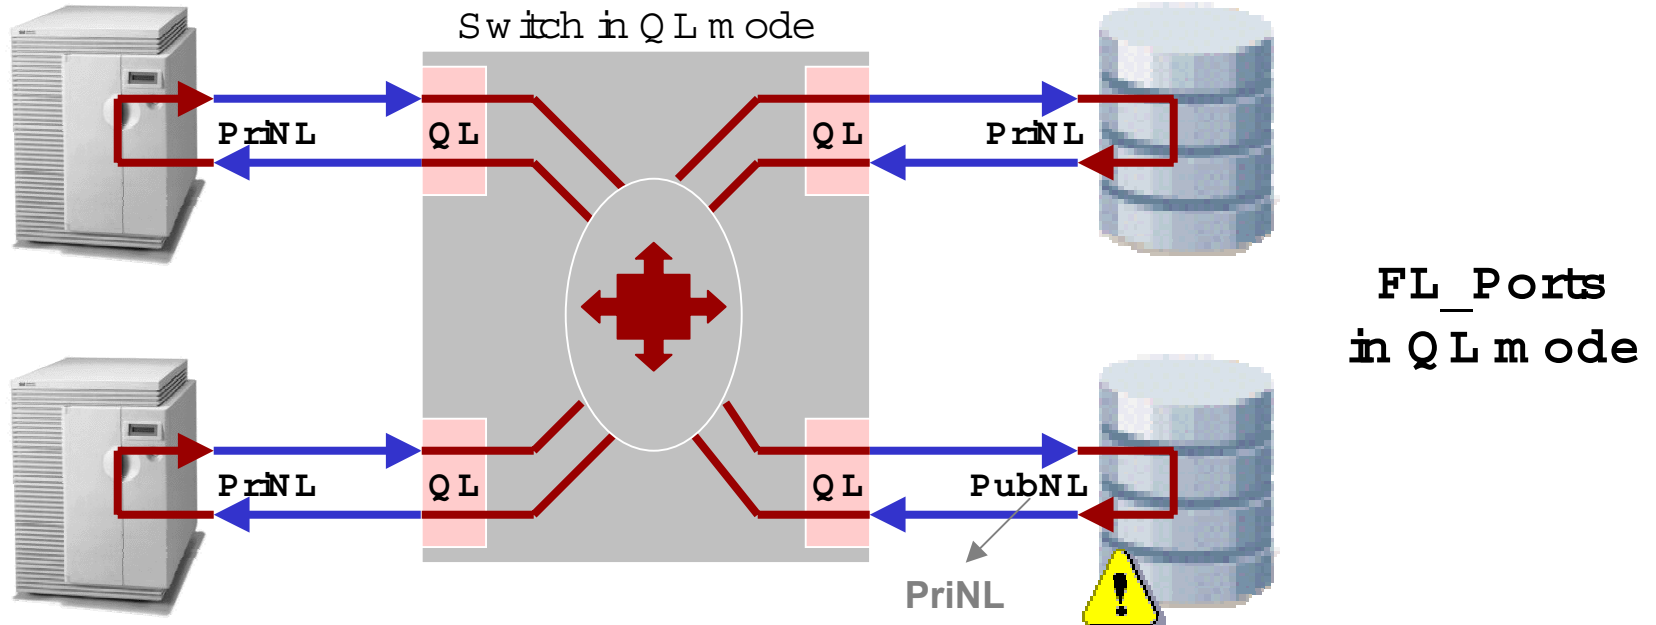 Switch in QL mode
PriNL QL QL PriNL
FL_Ports
in QL mode
PriNL QL QL PubNL
PriNL
!